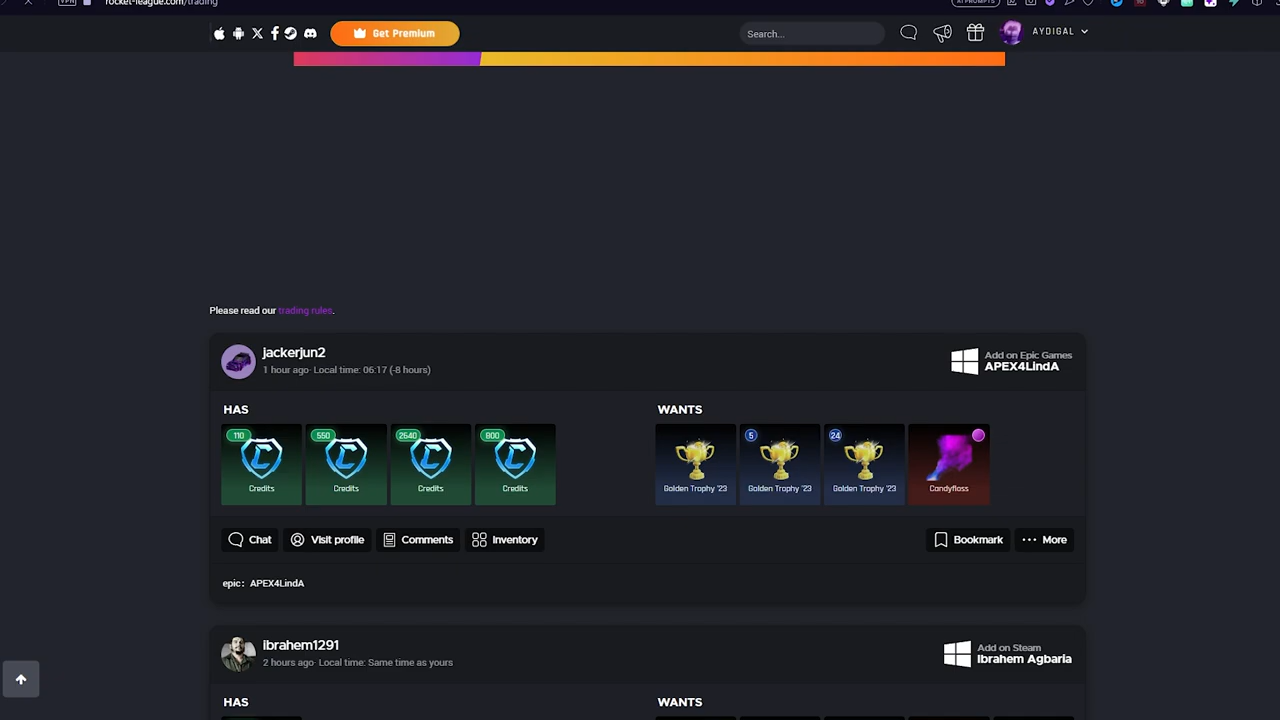 rocket-league.com/trading
VPN
AI PROMPTS
Get Premium
Search...
AYDIGAL
Please read our trading rules.
jackerjun2
1 hour ago· Local time: 06:17 (-8 hours)
Add on Epic Games
APEX4LindA
HAS
WANTS
110
550
2640
800
5
24
Credits
Credits
Credits
Credits
Golden Trophy '23
Golden Trophy '23
Golden Trophy '23
Candyfloss
Chat
Visit profile
Comments
Inventory
Bookmark
More
epic: APEX4LindA
ibrahem1291
2 hours ago· Local time: Same time as yours
Add on Steam
Ibrahem Agbaria
HAS
WANTS